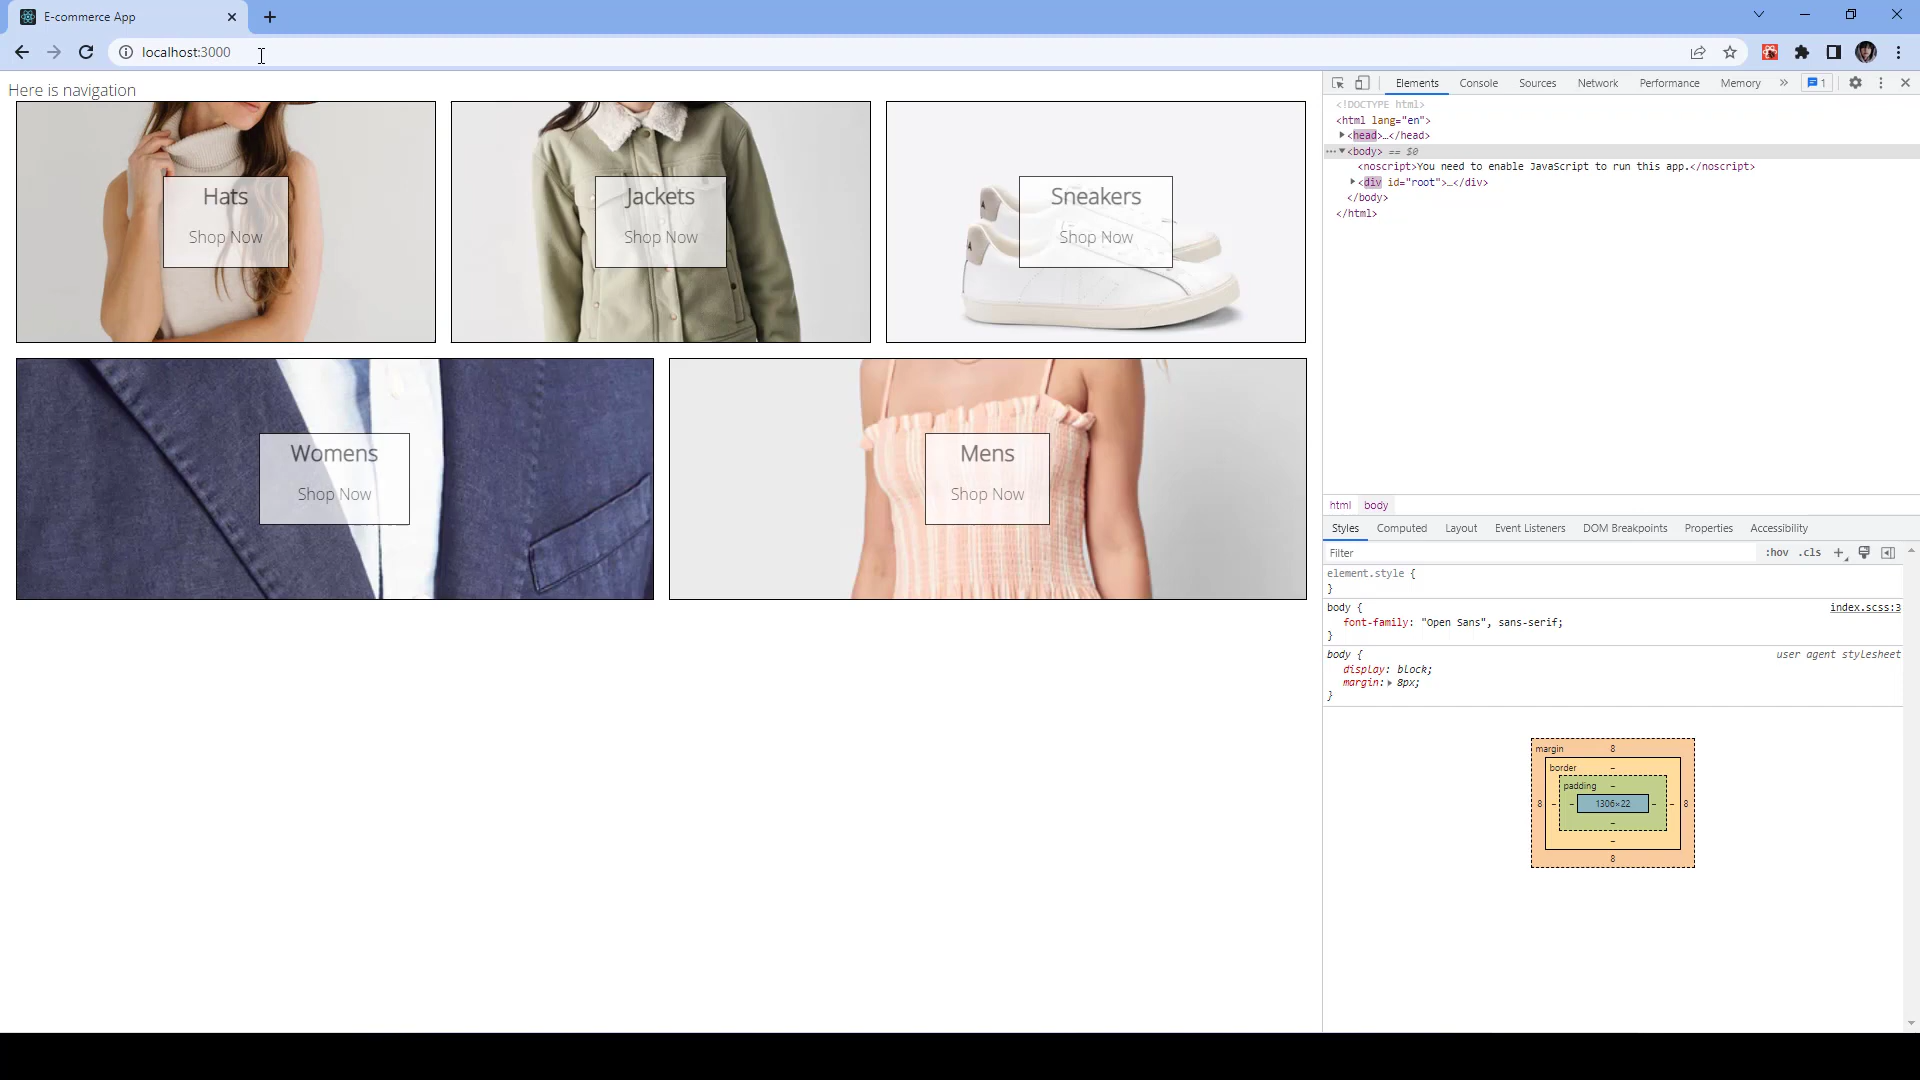 E-commerce App
localhost:3000
Here is navigation
Hats
Shop Now
Jackets
Shop Now
Sneakers
Shop Now
Womens
Shop Now
Mens
Shop Now
Elements Console Sources Network Performance Memory » 1
<!DOCTYPE html>
<html lang="en">
<head>…</head>
<body> == $0
<noscript>You need to enable JavaScript to run this app.</noscript>
<div id="root">…</div>
</body>
</html>
html body
Styles Computed Layout Event Listeners DOM Breakpoints Properties Accessibility
Filter :hov .cls +
element.style {
}
body { index.scss:3
font-family: "Open Sans", sans-serif;
}
body { user agent stylesheet
display: block;
margin: 8px;
}
margin 8
border –
padding –
8 – – 1306×22 – – 8
–
–
8